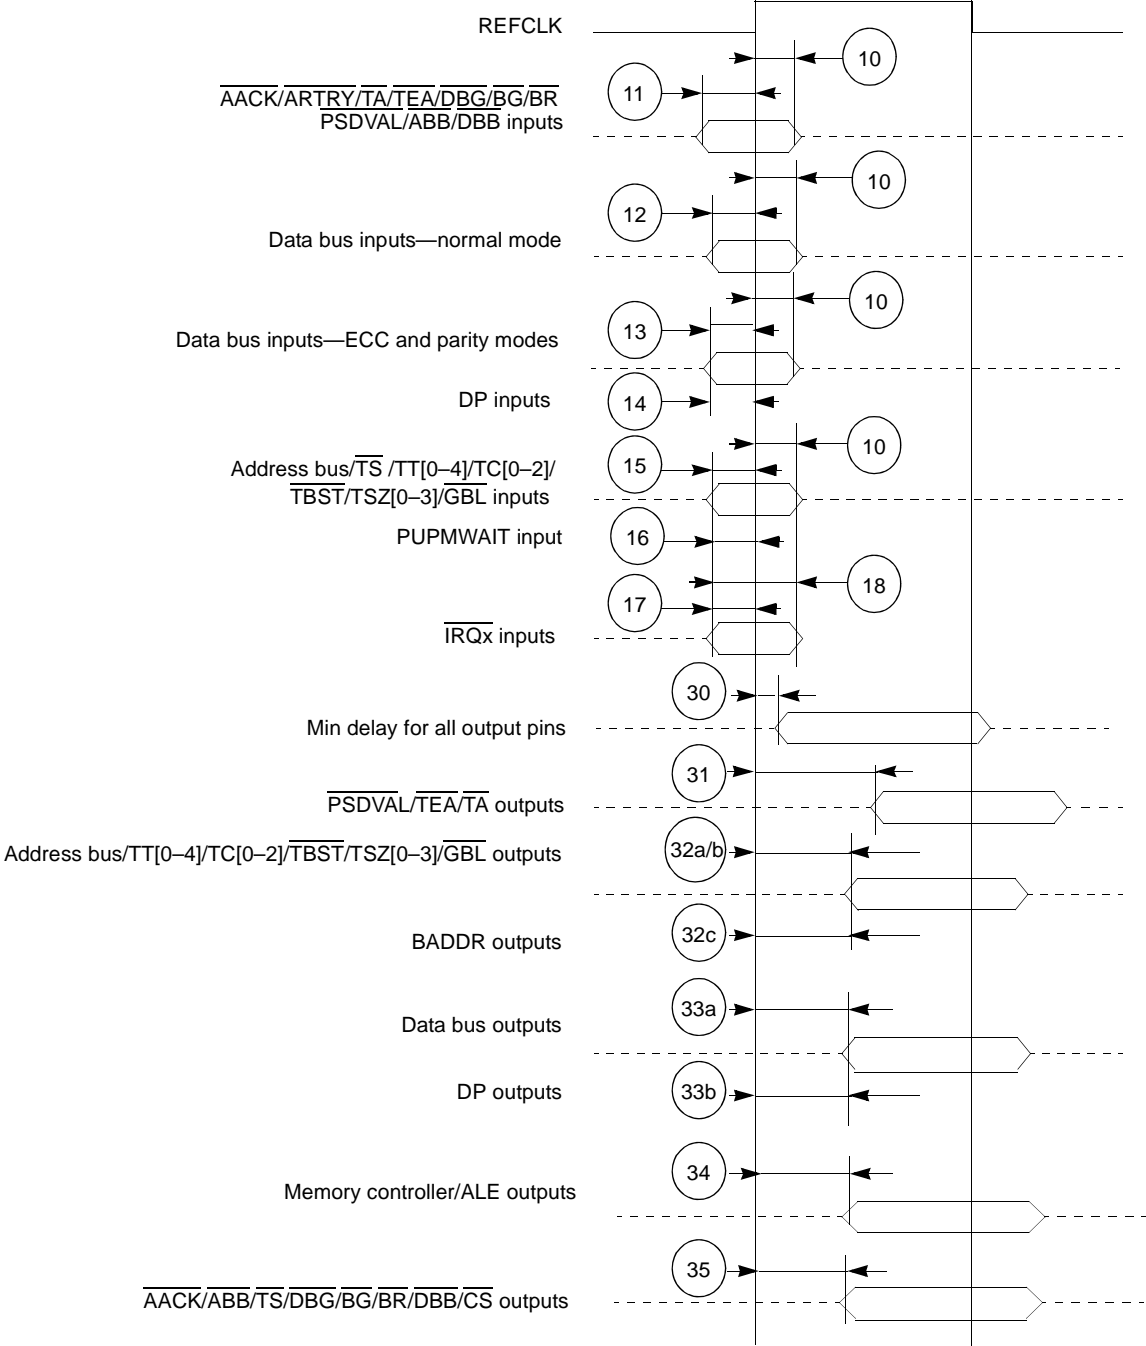 REFCLK
10
11
AACK/ARTRY/TA/TEA/DBG/BG/BR
PSDVAL/ABB/DBB inputs
10
12
Data bus inputs—normal mode
10
13
Data bus inputs—ECC and parity modes
DP inputs
14
10
Address bus/TS /TT[0–4]/TC[0–2]/
15
TBST/TSZ[0–3]/GBL inputs
PUPMWAIT input
16
18
17
IRQx inputs
30
Min delay for all output pins
31
PSDVAL/TEA/TA outputs
Address bus/TT[0–4]/TC[0–2]/TBST/TSZ[0–3]/GBL outputs
32a/b
BADDR outputs
32c
33a
Data bus outputs
DP outputs
33b
34
Memory controller/ALE outputs
35
AACK/ABB/TS/DBG/BG/BR/DBB/CS outputs